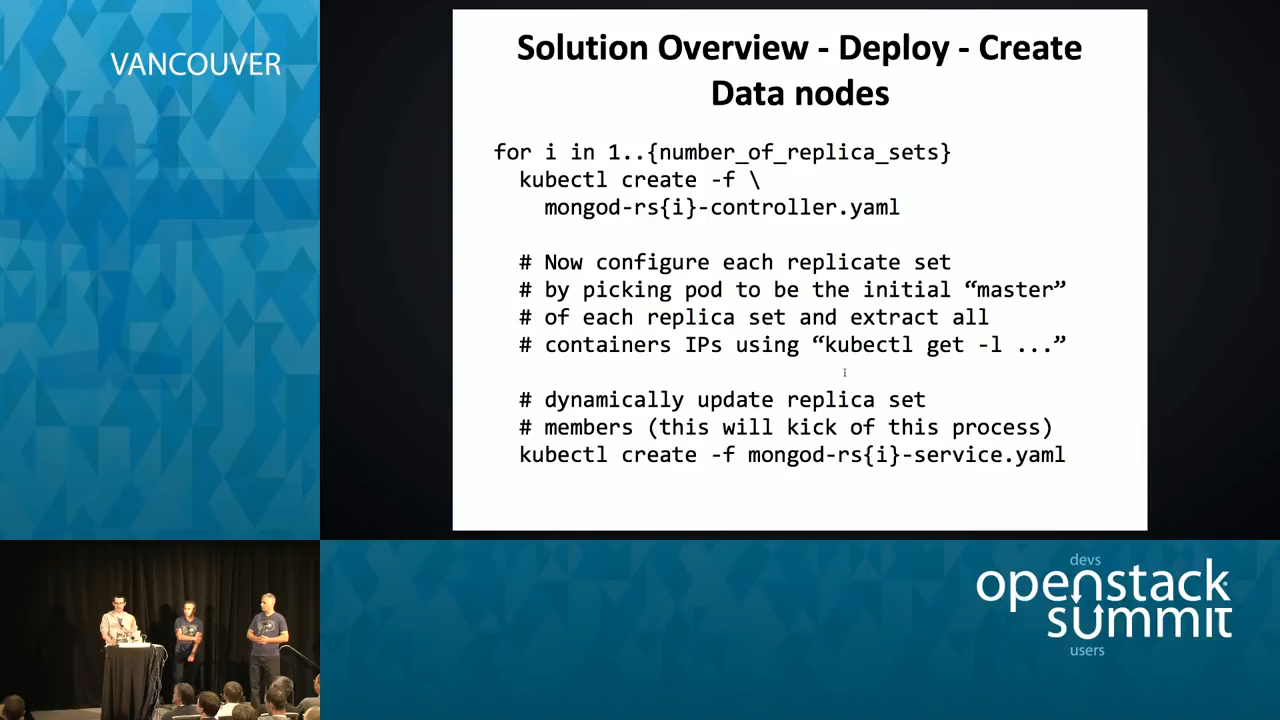 VANCOUVER
Solution Overview - Deploy - Create
Data nodes
for i in 1..{number_of_replica_sets}
kubectl create -f \
mongod-rs{i}-controller.yaml
# Now configure each replicate set
# by picking pod to be the initial “master”
# of each replica set and extract all
# containers IPs using “kubectl get -l ...”
# dynamically update replica set
# members (this will kick of this process)
kubectl create -f mongod-rs{i}-service.yaml
devs
openstack
summit
users